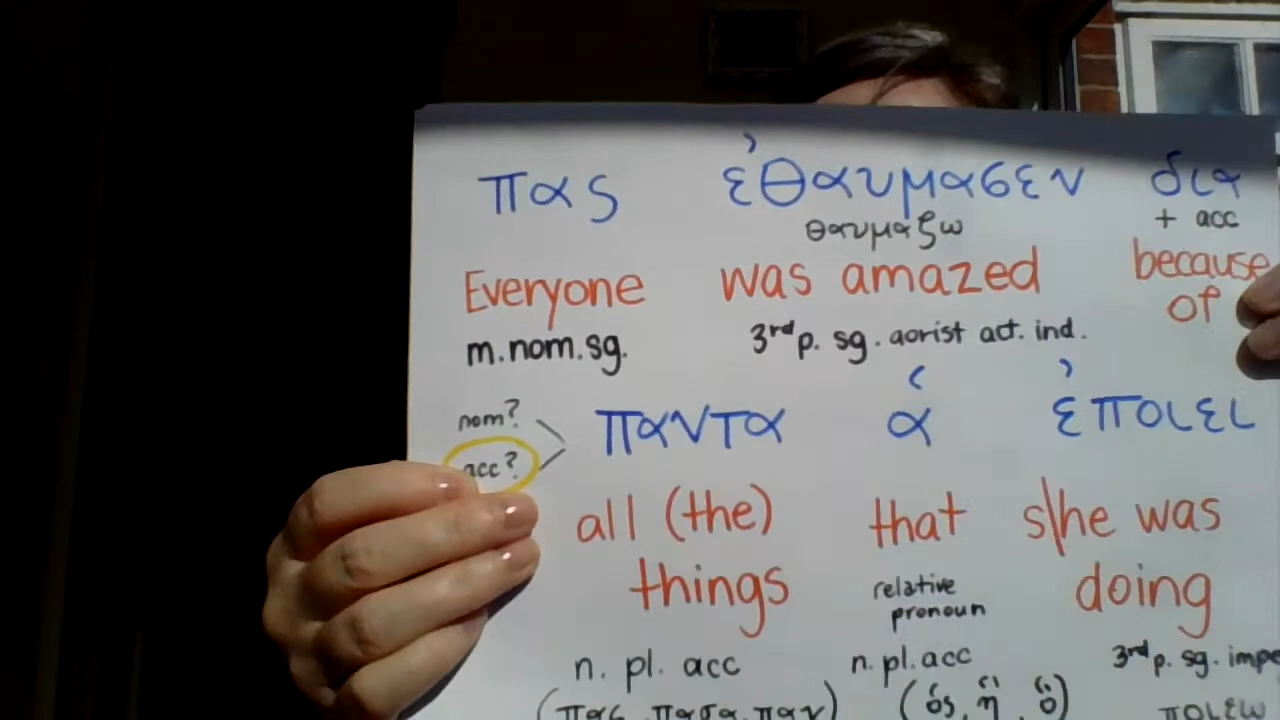 πας ἐθαυμασεν δια
θαυμαζω + acc
Everyone was amazed because of
m.nom.sg. 3rd p. sg. aorist act. ind.
nom?
acc?
παντα ἁ ἐποιει
all (the) things that s/he was doing
relative pronoun
n. pl. acc n. pl. acc 3rd p. sg. impe
(πας, πασα, παν) (ὁς, ἡ, ὁ) ποιεω